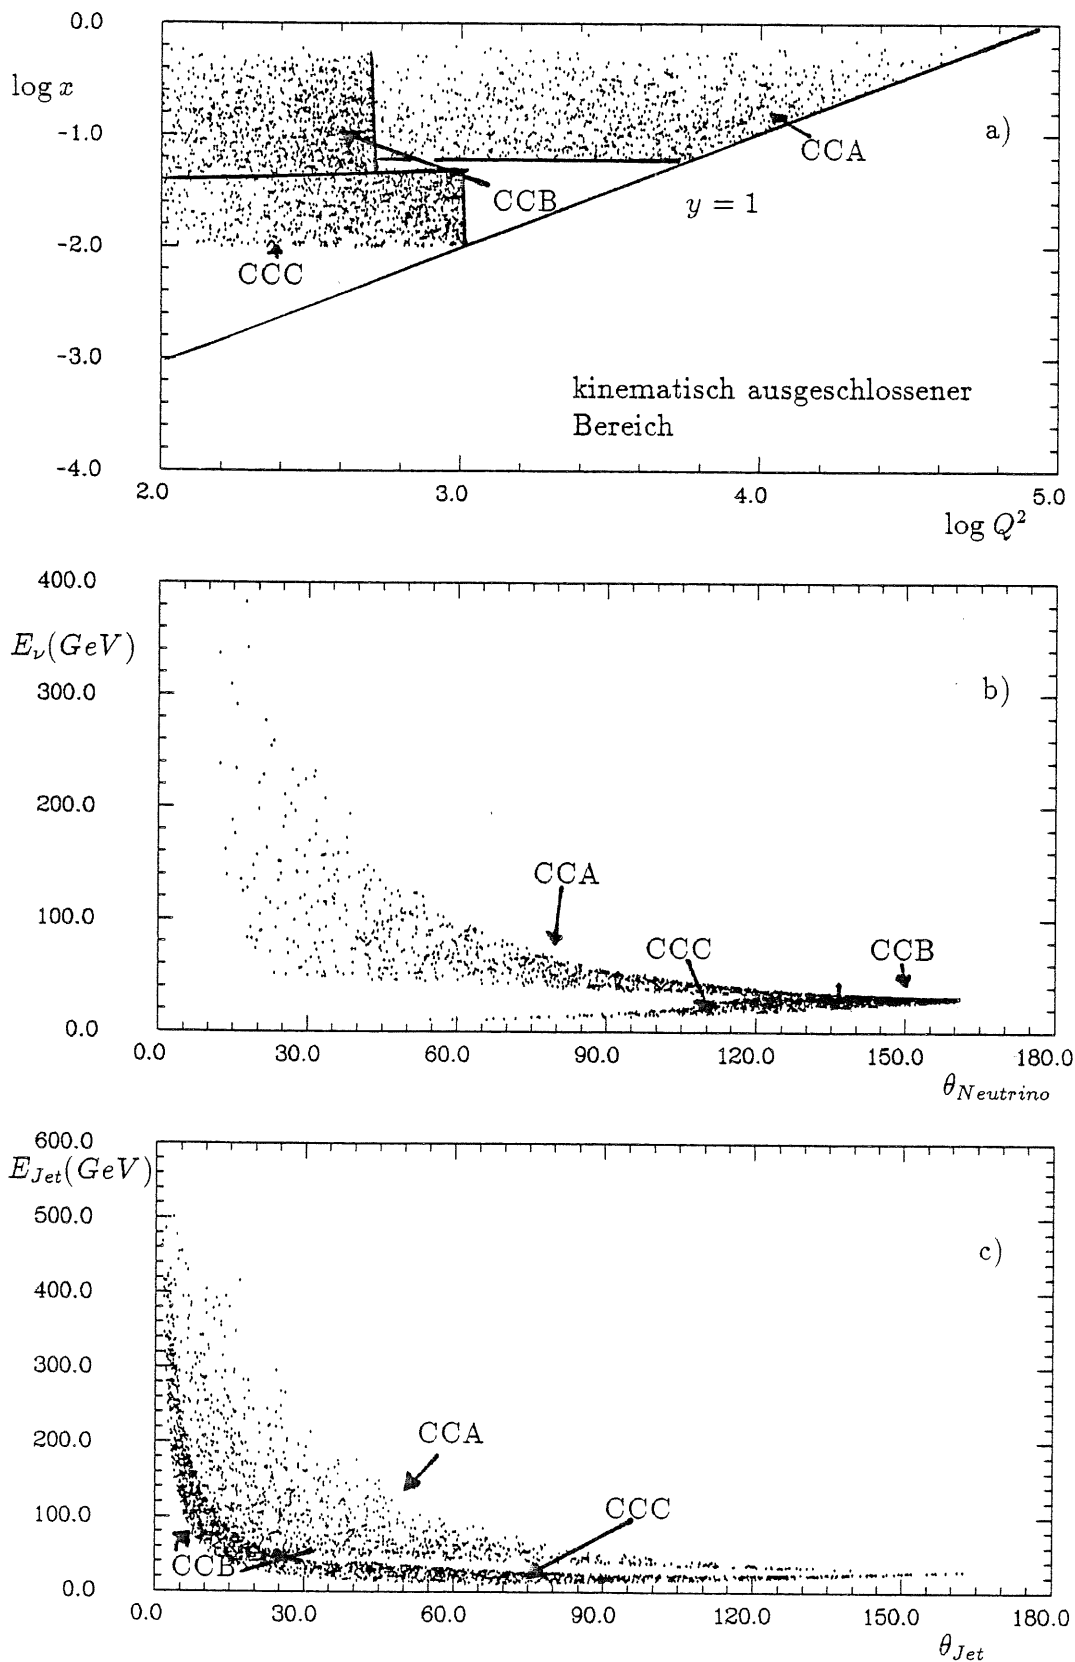 0.0
log x
-1.0
a)
CCA
CCB
y = 1
-2.0
CCC
-3.0
kinematisch ausgeschlossener
Bereich
-4.0
2.0 3.0 4.0 5.0
log Q²
400.0
E_ν(GeV)
b)
300.0
200.0
CCA
100.0
CCC CCB
0.0
0.0 30.0 60.0 90.0 120.0 150.0 180.0
θ_Neutrino
600.0
E_Jet(GeV)
500.0
c)
400.0
300.0
200.0
CCA
100.0
CCC
CCB
0.0
0.0 30.0 60.0 90.0 120.0 150.0 180.0
θ_Jet